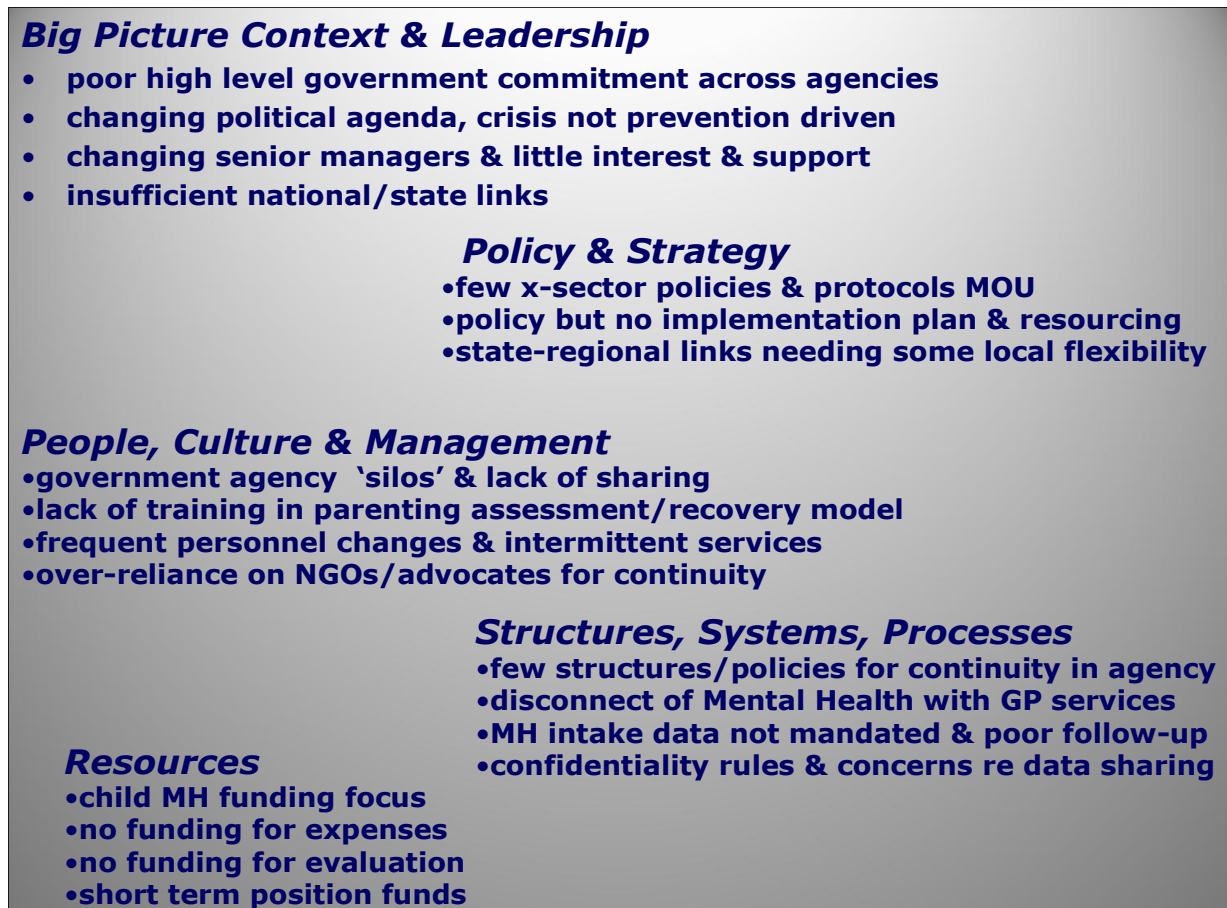 Big Picture Context & Leadership
• poor high level government commitment across agencies
• changing political agenda, crisis not prevention driven
• changing senior managers & little interest & support
• insufficient national/state links
Policy & Strategy
•few x-sector policies & protocols MOU
•policy but no implementation plan & resourcing
•state-regional links needing some local flexibility
People, Culture & Management
•government agency ‘silos’ & lack of sharing
•lack of training in parenting assessment/recovery model
•frequent personnel changes & intermittent services
•over-reliance on NGOs/advocates for continuity
Structures, Systems, Processes
•few structures/policies for continuity in agency
•disconnect of Mental Health with GP services
•MH intake data not mandated & poor follow-up
•confidentiality rules & concerns re data sharing
Resources
•child MH funding focus
•no funding for expenses
•no funding for evaluation
•short term position funds